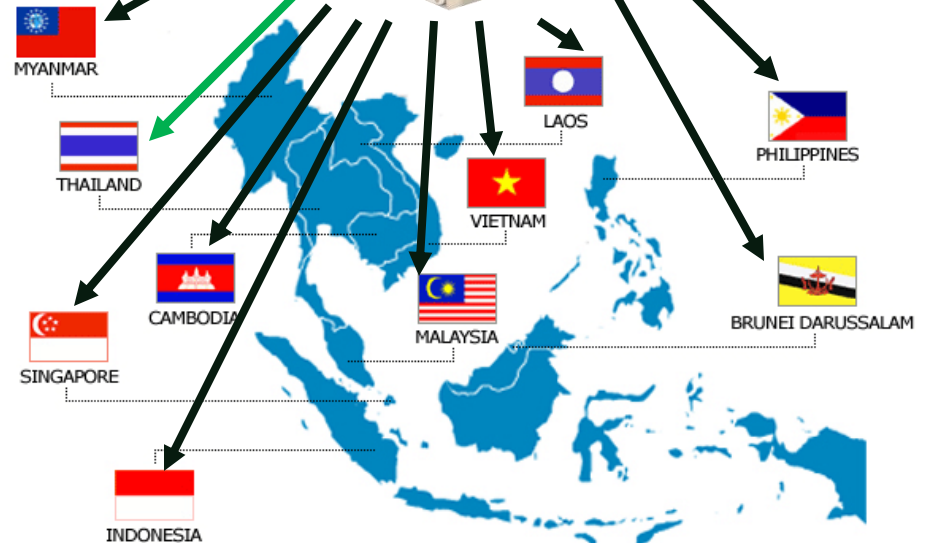 MYANMAR
LAOS
PHILIPPINES
THAILAND
VIETNAM
CAMBODIA
BRUNEI DARUSSALAM
MALAYSIA
SINGAPORE
INDONESIA